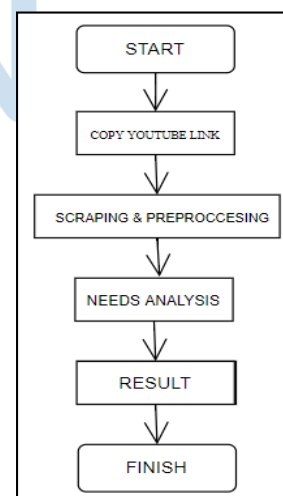 START
COPY YOUTUBE LINK
SCRAPING & PREPROCCESING
NEEDS ANALYSIS
RESULT
FINISH